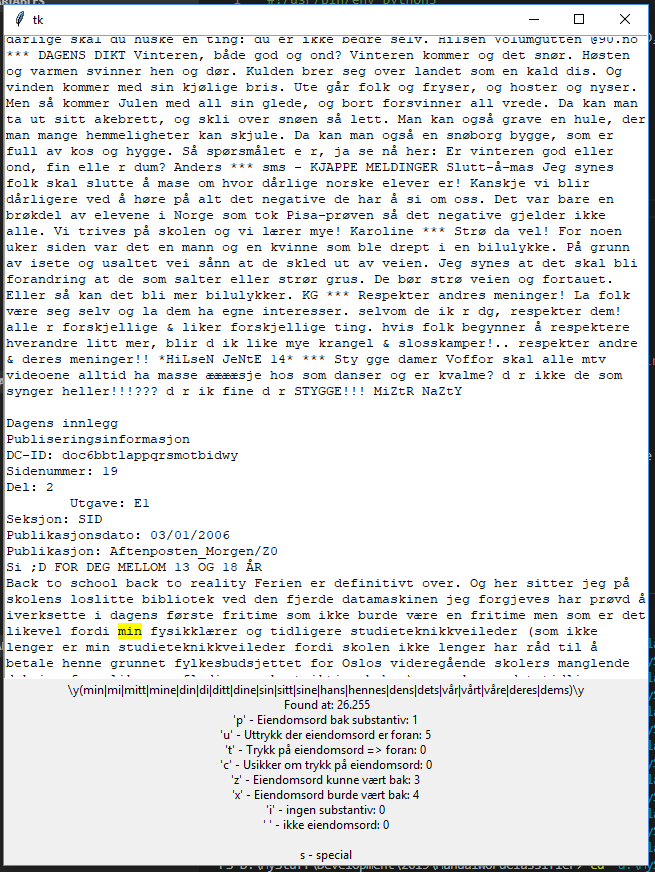 tk
dårlige skal du huske en ting: du er ikke bedre selv. Hilsen Volumgutten @90.no
*** DAGENS DIKT Vinteren, både god og ond? Vinteren kommer og det snør. Høsten
og varmen svinner hen og dør. Kulden brer seg over landet som en kald dis. Og
vinden kommer med sin kjølige bris. Ute går folk og fryser, og hoster og nyser.
Men så kommer Julen med all sin glede, og bort forsvinner all vrede. Da kan man
ta ut sitt akebrett, og skli over snøen så lett. Man kan også grave en hule, der
man mange hemmeligheter kan skjule. Da kan man også en snøborg bygge, som er
full av kos og hygge. Så spørsmålet e r, ja se nå her: Er vinteren god eller
ond, fin elle r dum? Anders *** sms - KJAPPE MELDINGER Slutt-å-mas Jeg synes
folk skal slutte å mase om hvor dårlige norske elever er! Kanskje vi blir
dårligere ved å høre på alt det negative de har å si om oss. Det var bare en
brøkdel av elevene i Norge som tok Pisa-prøven så det negative gjelder ikke
alle. Vi trives på skolen og vi lærer mye! Karoline *** Strø da vel! For noen
uker siden var det en mann og en kvinne som ble drept i en bilulykke. På grunn
av isete og usaltet vei sånn at de skled ut av veien. Jeg synes at det skal bli
forandring at de som salter eller strør grus. De bør strø veien og fortauet.
Eller så kan det bli mer bilulykker. KG *** Respekter andres meninger! La folk
være seg selv og la dem ha egne interesser. selvom de ik r dg, respekter dem!
alle r forskjellige & liker forskjellige ting. hvis folk begynner å respektere
hverandre litt mer, blir d ik like mye krangel & slosskamper!.. respekter andre
& deres meninger!! *HiLseN JeNtE 14* *** Sty gge damer Voffor skal alle mtv
videoene alltid ha masse ææææsje hos som danser og er kvalme? d r ikke de som
synger heller!!!??? d r ik fine d r STYGGE!!! MiZtR NaZtY
Dagens innlegg
Publiseringsinformasjon
DC-ID: doc6bbtlappqrsmotbidwy
Sidenummer: 19
Del: 2
Utgave: E1
Seksjon: SID
Publikasjonsdato: 03/01/2006
Publikasjon: Aftenposten_Morgen/Z0
Si ;D FOR DEG MELLOM 13 OG 18 ÅR
Back to school back to reality Ferien er definitivt over. Og her sitter jeg på
skolens loslitte bibliotek ved den fjerde datamaskinen jeg forgjeves har prøvd å
iverksette i dagens første fritime som ikke burde være en fritime men som er det
likevel fordi min fysikklærer og tidligere studieteknikkveileder (som ikke
lenger er min studieteknikkveileder fordi skolen ikke lenger har råd til å
betale henne grunnet fylkesbudsjettet for Oslos videregående skolers manglende
\y(min|mi|mitt|mine|din|di|ditt|dine|sin|sitt|sine|hans|hennes|dens|dets|vår|vårt|våre|deres|dems)\y
Found at: 26.255
'p' - Eiendomsord bak substantiv: 1
'u' - Uttrykk der eiendomsord er foran: 5
't' - Trykk på eiendomsord => foran: 0
'c' - Usikker om trykk på eiendomsord: 0
'z' - Eiendomsord kunne vært bak: 3
'x' - Eiendomsord burde vært bak: 4
'i' - ingen substantiv: 0
' ' - ikke eiendomsord: 0
s - special